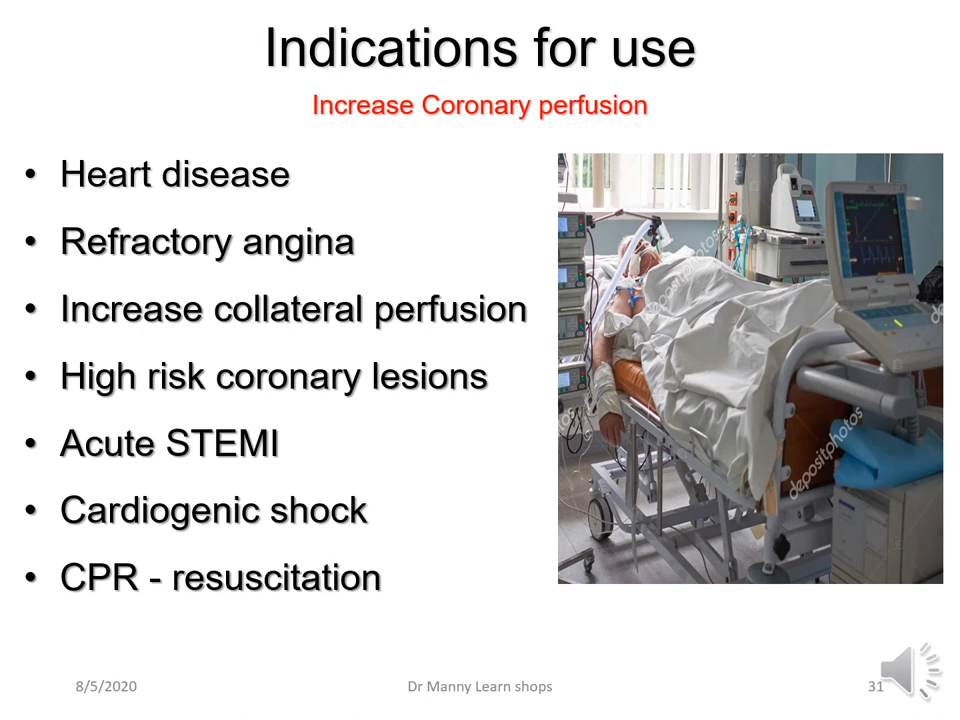 Indications for use
Increase Coronary perfusion
• Heart disease
• Refractory angina
• Increase collateral perfusion
• High risk coronary lesions
• Acute STEMI
• Cardiogenic shock
• CPR - resuscitation
depositphotos
depositphotos
8/5/2020
Dr Manny Learn shops
31